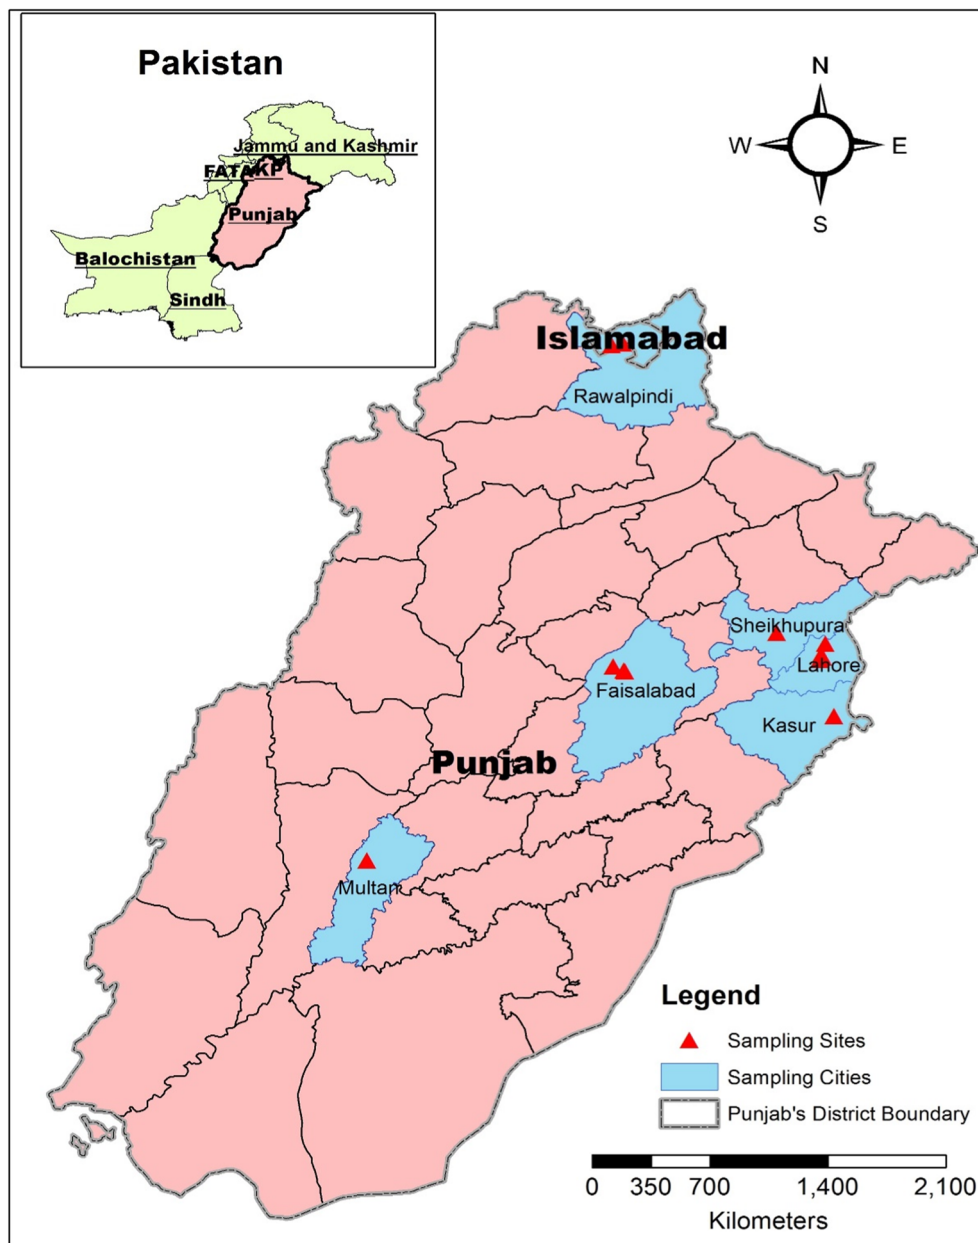 Pakistan
Jammu and Kashmir
FATAKP
Punjab
Balochistan
Sindh
N
W E
S
Islamabad
Rawalpindi
Sheikhupura
Lahore
Faisalabad
Kasur
Punjab
Multan
Legend
Sampling Sites
Sampling Cities
Punjab's District Boundary
0 350 700 1,400 2,100
Kilometers